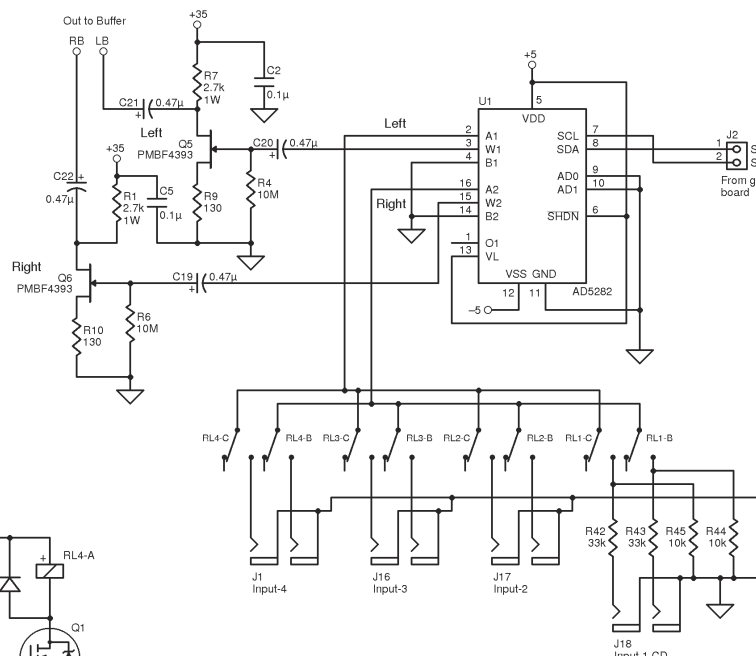 Out to Buffer
RB LB
+35
R7
2.7k
1W
C2
0.1µ
C21 0.47µ
+
Left
Q5
PMBF4393
C20 0.47µ
+
+35
C22 +
0.47µ
R1
2.7k
1W
C5
0.1µ
R9
130
R4
10M
Right
Q6
PMBF4393
C19 0.47µ
+
R10
130
R6
10M
+5
U1
5
VDD
Left
2 A1
3 W1
4 B1
16 A2
Right
15 W2
14 B2
1 O1
13 VL
SCL 7
SDA 8
AD0 9
AD1 10
SHDN 6
VSS GND
12 11
AD5282
–5
J2
1
2
S
S
From g
board
RL4-C
RL4-B
RL3-C
RL3-B
RL2-C
RL2-B
RL1-C
RL1-B
R42
33k
R43
33k
R45
10k
R44
10k
J1
Input-4
J16
Input-3
J17
Input-2
J18
Input-1 CD
+
RL4-A
Q1